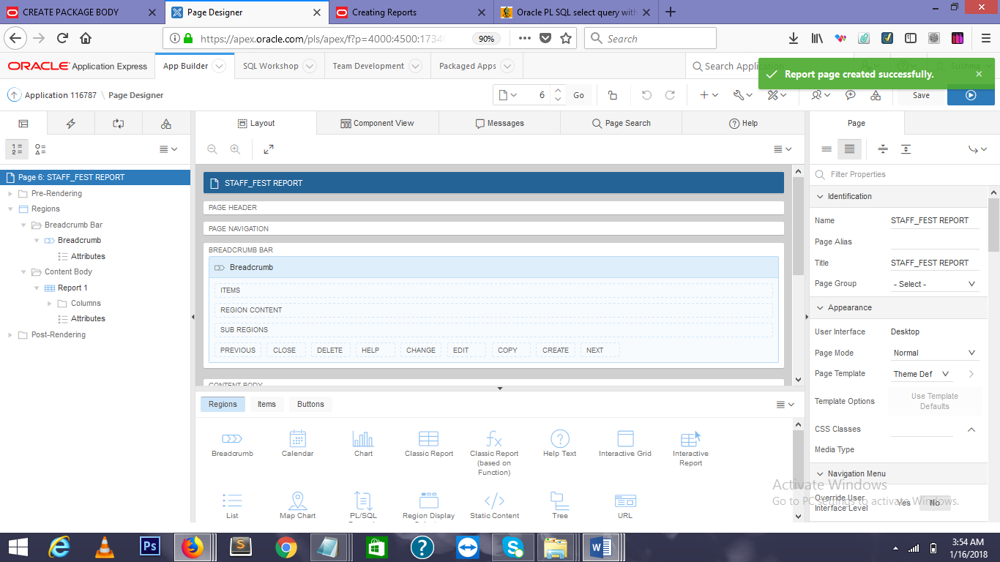 CREATE PACKAGE BODY
Page Designer
Creating Reports
Oracle PL SQL select query with
https://apex.oracle.com/pls/apex/f?p=4000:4500:1734
90%
Search
ORACLE Application Express
App Builder
SQL Workshop
Team Development
Packaged Apps
Search Application
Report page created successfully.
Application 116787 \ Page Designer
6
Go
Save
Layout
Component View
Messages
Page Search
Help
Page
Page 6: STAFF_FEST REPORT
Pre-Rendering
Regions
Breadcrumb Bar
Breadcrumb
Attributes
Content Body
Report 1
Columns
Attributes
Post-Rendering
STAFF_FEST REPORT
PAGE HEADER
PAGE NAVIGATION
BREADCRUMB BAR
Breadcrumb
ITEMS
REGION CONTENT
SUB REGIONS
PREVIOUS CLOSE DELETE HELP CHANGE EDIT COPY CREATE NEXT
CONTENT BODY
Regions Items Buttons
Breadcrumb
Calendar
Chart
Classic Report
Classic Report
(based on
Function)
Help Text
Interactive Grid
Interactive
Report
List
Map Chart
PL/SQL
Region Display
Static Content
Tree
URL
Filter Properties
Identification
Name STAFF_FEST REPORT
Page Alias
Title STAFF_FEST REPORT
Page Group - Select -
Appearance
User Interface Desktop
Page Mode Normal
Page Template Theme Def
Template Options Use Template
Defaults
CSS Classes
Media Type
Navigation Menu
Override User
Interface Level Yes No
Activate Windows
Go to PC settings to activate Windows.
3:54 AM
1/16/2018